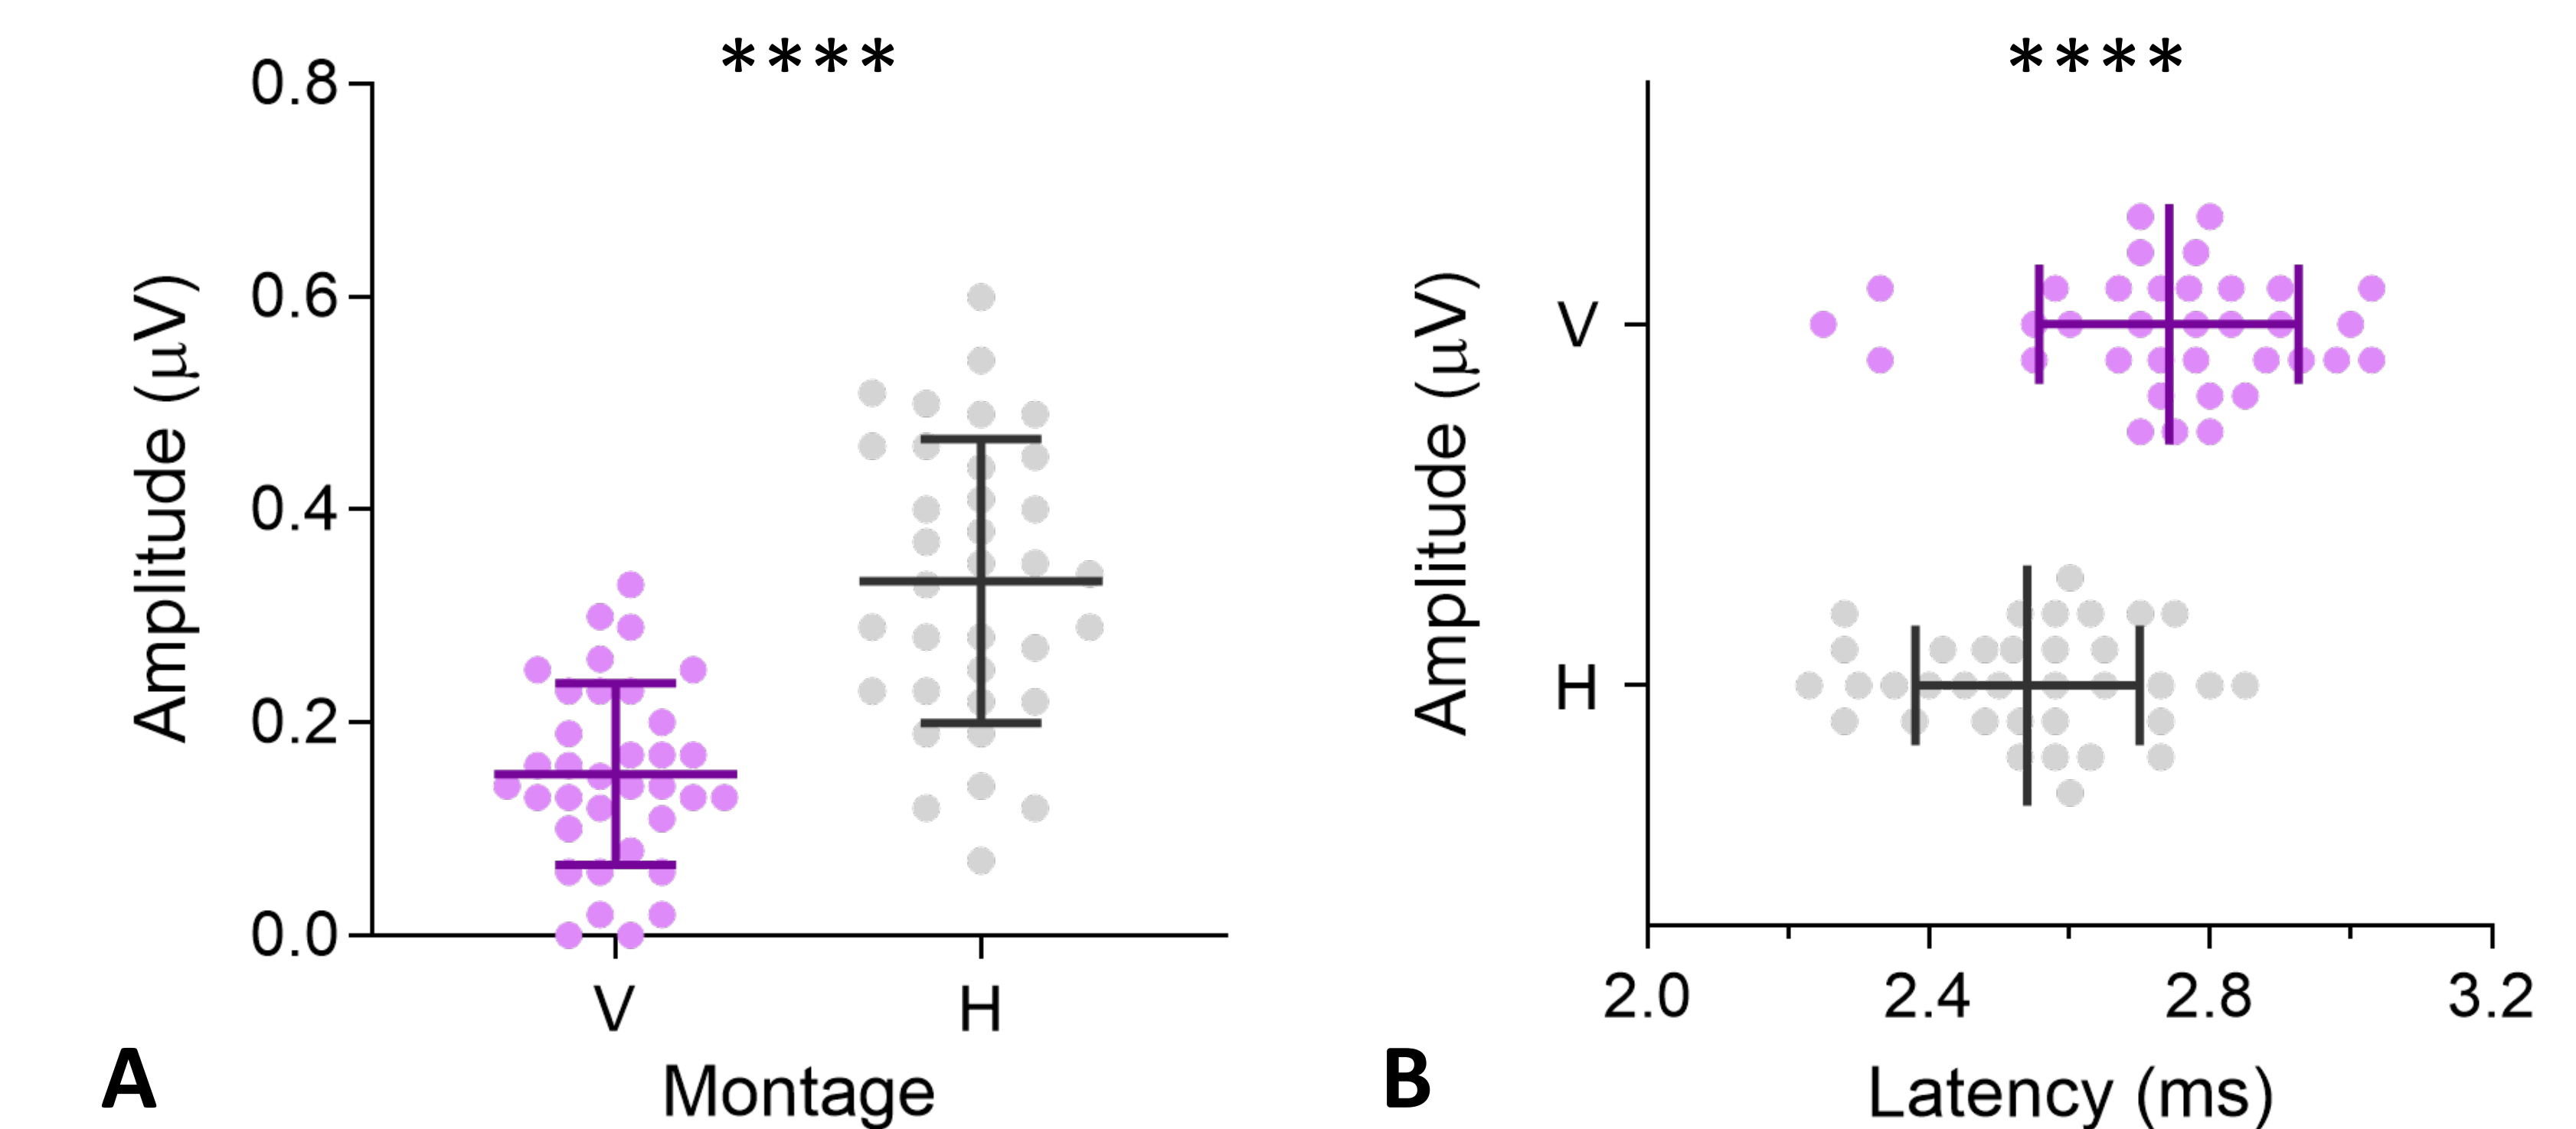 ****
0.8
0.6
0.4
0.2
0.0
Amplitude (μV)
V H
Montage
A
****
Amplitude (μV)
V
H
2.0 2.4 2.8 3.2
Latency (ms)
B